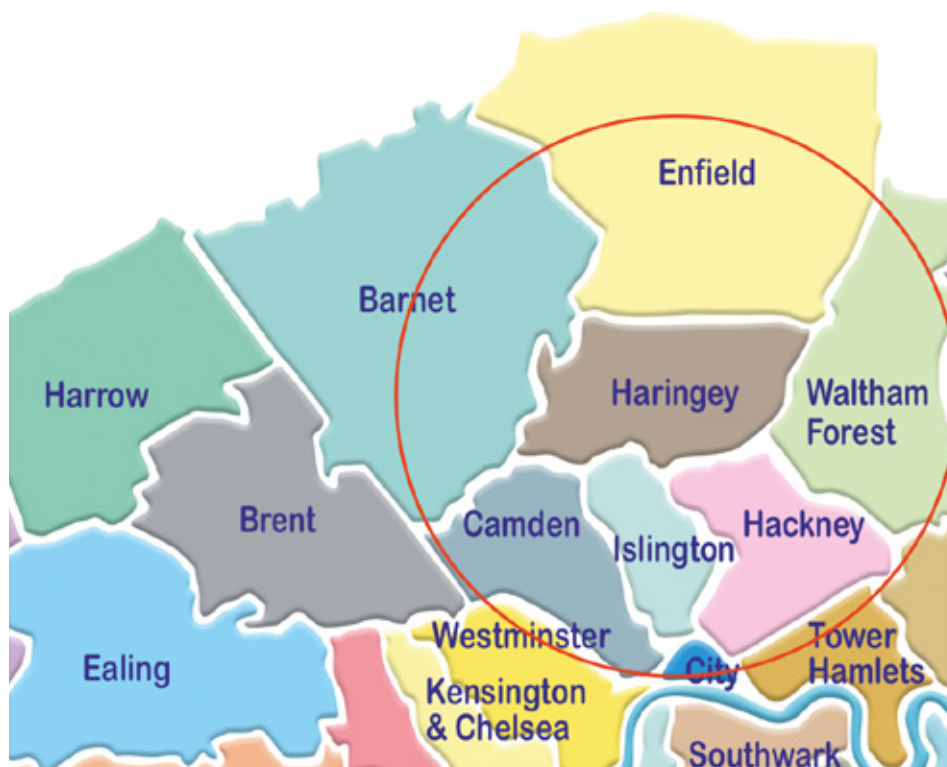 Enfield
Barnet
Harrow
Haringey
Waltham
Forest
Brent
Camden
Hackney
Islington
Westminster
Tower
Hamlets
Ealing
City
Kensington
& Chelsea
Southwark